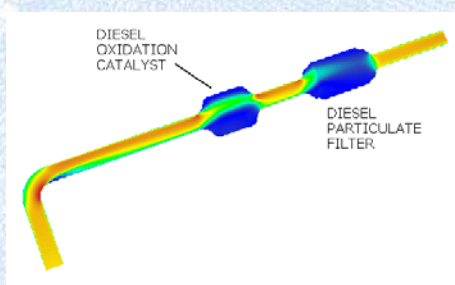 DIESEL
OXIDATION
CATALYST
DIESEL
PARTICULATE
FILTER